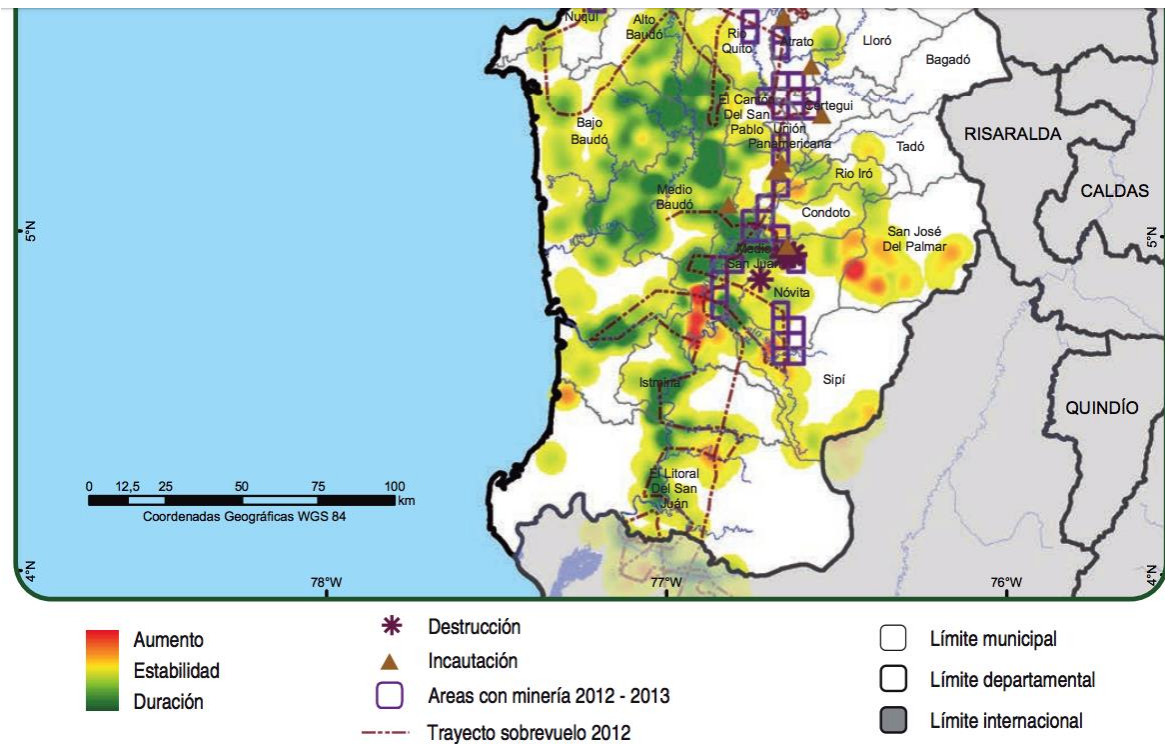 Nuquí
Alto
Baudó
Rio
Quito
Atrato
Lloró
Bagadó
El Cantón
Del San
Pablo
Cértegui
Unión
Panamericana
Bajo
Baudó
Tadó
RISARALDA
Rio Iró
CALDAS
Medio
Baudó
Condoto
San José
Del Palmar
5°N
5°N
Medio
San Juan
Nóvita
Istmina
Sipí
QUINDÍO
0 12,5 25 50 75 100
km
Coordenadas Geográficas WGS 84
El Litoral
Del San
Juán
4°N
78°W
77°W
76°W
4°N
Aumento
Estabilidad
Duración
Destrucción
Incautación
Areas con minería 2012 - 2013
Trayecto sobrevuelo 2012
Límite municipal
Límite departamental
Límite internacional